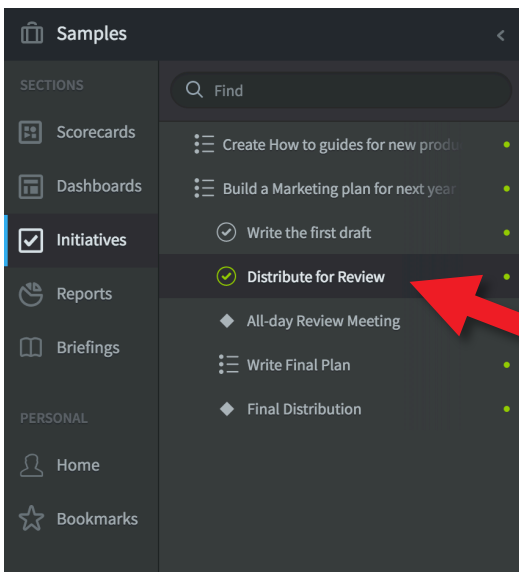 Samples
SECTIONS
Scorecards
Dashboards
Initiatives
Reports
Briefings
PERSONAL
Home
Bookmarks
Find
Create How to guides for new produ
Build a Marketing plan for next year
Write the first draft
Distribute for Review
All-day Review Meeting
Write Final Plan
Final Distribution